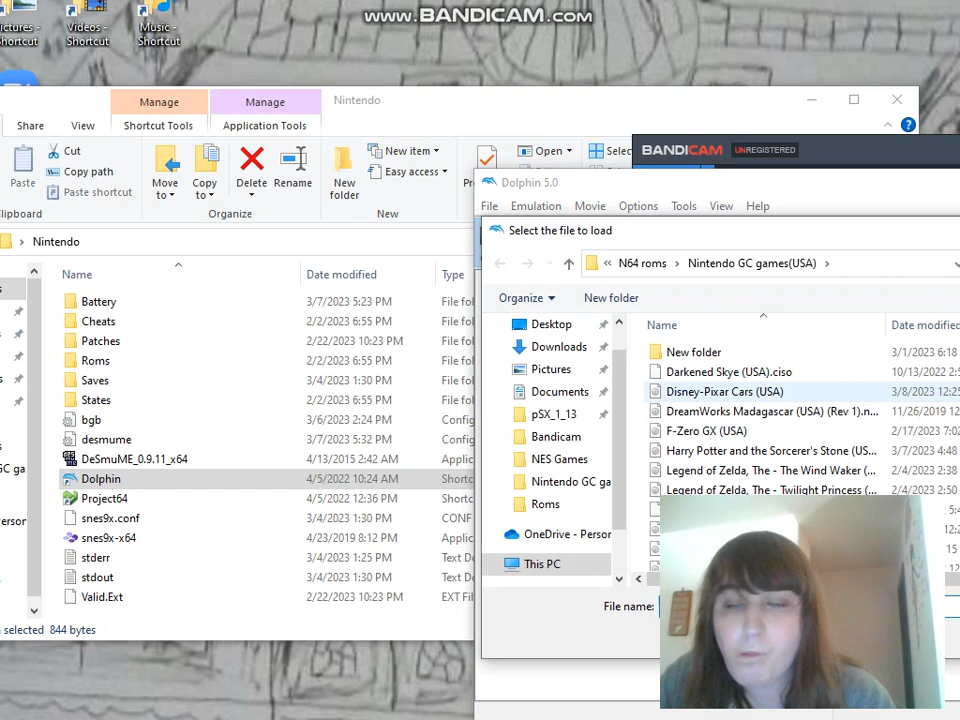 www.BANDICAM.com
Pictures - Shortcut
Videos - Shortcut
Music - Shortcut
Manage
Manage
Nintendo
Share
View
Shortcut Tools
Application Tools
Paste
Cut
Copy path
Paste shortcut
Move to
Copy to
Delete
Rename
New folder
New item
Easy access
Open
Selec
Clipboard
Organize
New
BANDICAM
UNREGISTERED
Nintendo
Name
Date modified
Type
Battery 3/7/2023 5:23 PM File fol
Cheats 2/2/2023 6:55 PM File fol
Patches 2/22/2023 10:23 PM File fol
Roms 2/2/2023 6:55 PM File fol
Saves 3/4/2023 1:30 PM File fol
States 2/2/2023 6:55 PM File fol
bgb 3/6/2023 2:24 PM Config
desmume 3/7/2023 5:32 PM Config
DeSmuME_0.9.11_x64 4/13/2015 2:42 AM Applic
Dolphin 4/5/2022 10:24 AM Shortc
Project64 4/5/2022 12:36 PM Shortc
snes9x.conf 3/4/2023 1:30 PM CONF
snes9x-x64 4/23/2019 8:12 PM Applic
stderr 3/4/2023 1:25 PM Text D
stdout 3/4/2023 1:30 PM Text D
Valid.Ext 2/22/2023 10:23 PM EXT Fil
selected 844 bytes
Dolphin 5.0
File
Emulation
Movie
Options
Tools
View
Help
Select the file to load
« N64 roms › Nintendo GC games(USA) ›
Organize
New folder
Desktop
Downloads
Pictures
Documents
pSX_1_13
Bandicam
NES Games
Nintendo GC ga
Roms
OneDrive - Person
This PC
Name
Date modified
New folder 3/1/2023 6:18
Darkened Skye (USA).ciso 10/13/2022 2:5
Disney-Pixar Cars (USA) 3/8/2023 12:25
DreamWorks Madagascar (USA) (Rev 1).n... 11/26/2019 12
F-Zero GX (USA) 2/17/2023 7:02
Harry Potter and the Sorcerer's Stone (US... 3/7/2023 4:48
Legend of Zelda, The - The Wind Waker (... 2/4/2023 2:38
Legend of Zelda, The - Twilight Princess (... 2/4/2023 2:50
File name: